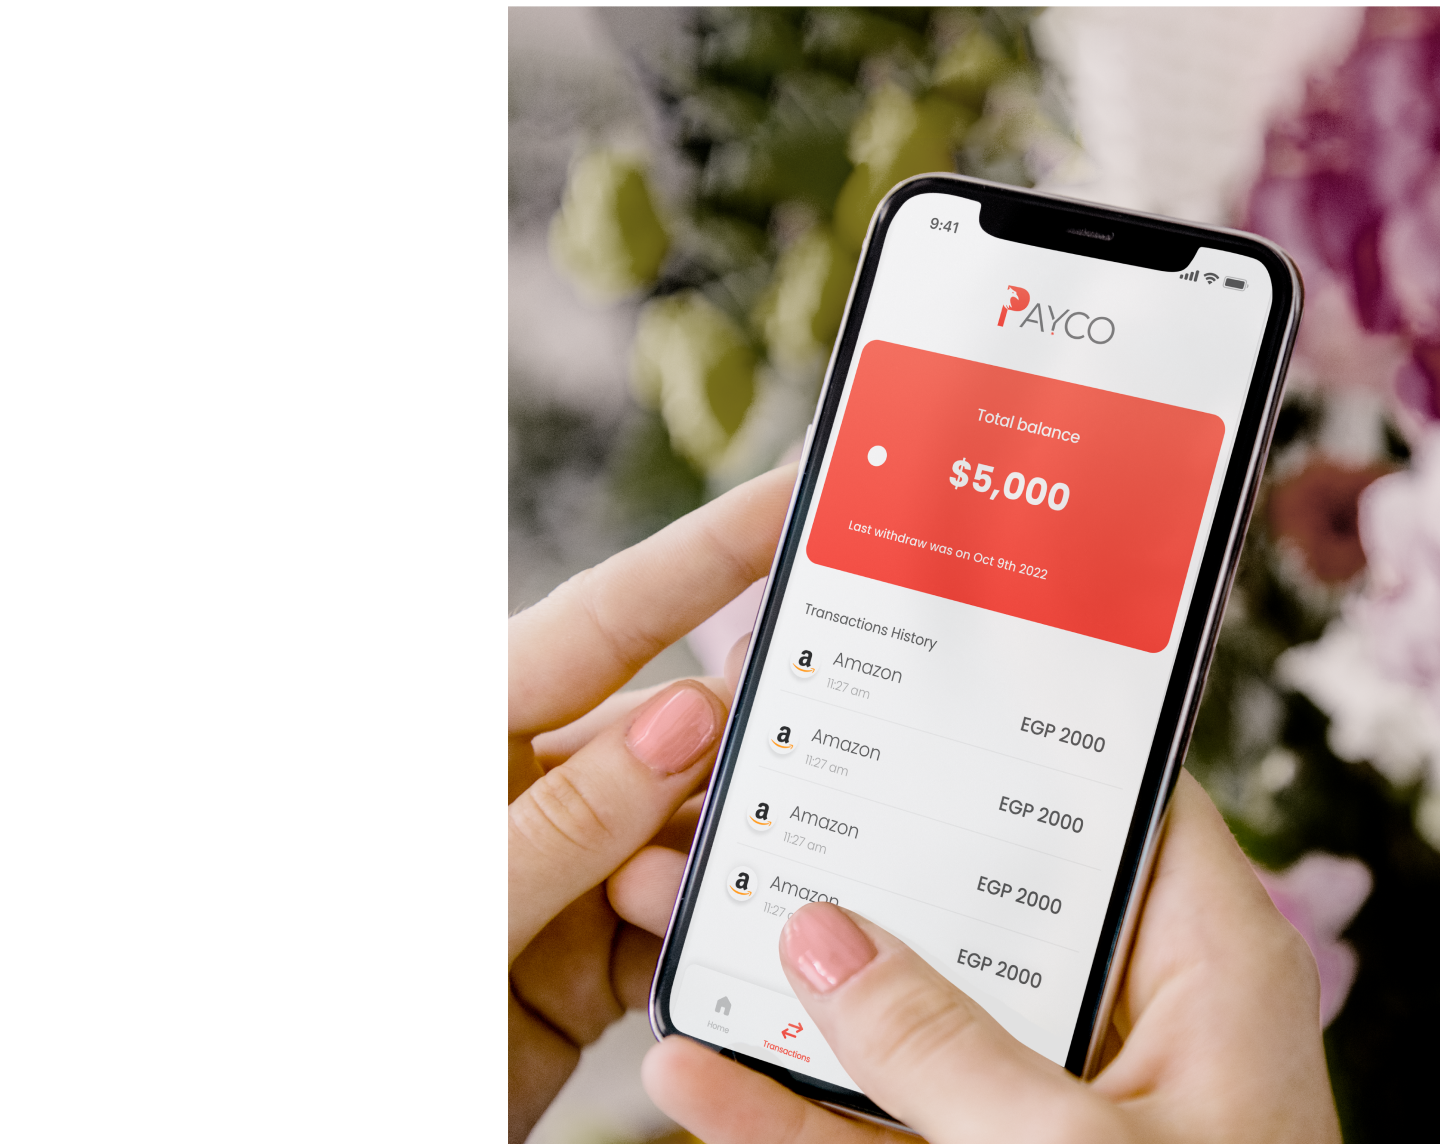 9:41
PAYCO
Total balance
$5,000
Last withdraw was on Oct 9th 2022
Transactions History
Amazon
11:27 am
EGP 2000
Amazon
11:27 am
EGP 2000
Amazon
11:27 am
EGP 2000
Amazon
11:27
EGP 2000
Home
Transactions